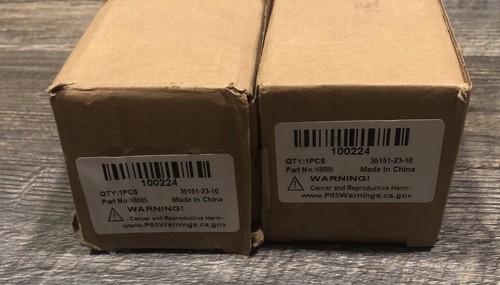 100224
QTY:1PCS 35151-23-10
Part No:K8685 Made In China
WARNING!
Cancer and Reproductive Harm-
www.P65Warnings.ca.gov
100224
QTY:1PCS 35151-23-10
Part No:K8685 Made In China
WARNING!
Cancer and Reproductive Harm-
www.P65Warnings.ca.gov